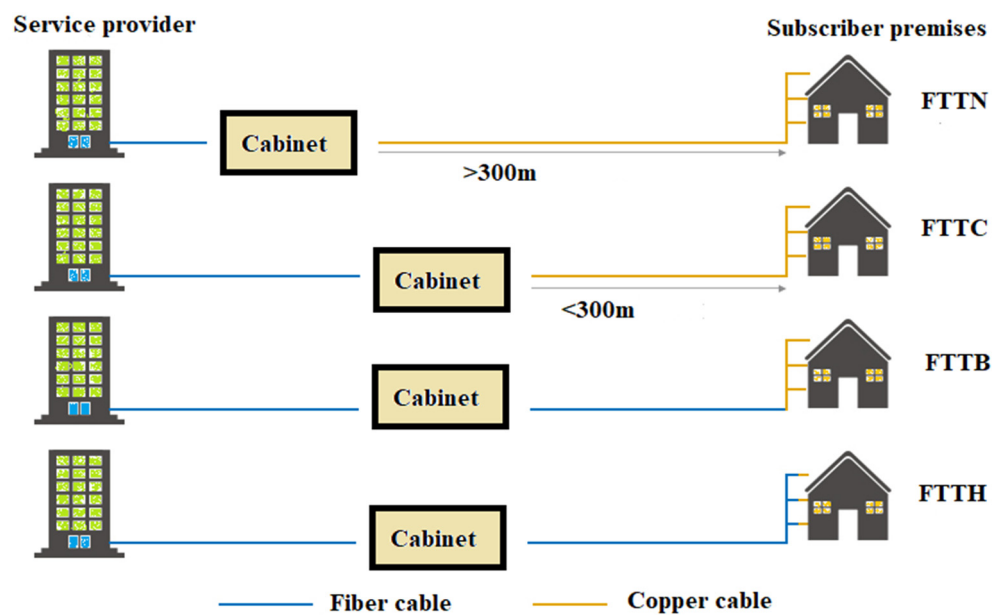 Service provider
Subscriber premises
FTTN
Cabinet
>300m
FTTC
Cabinet
<300m
FTTB
Cabinet
FTTH
Cabinet
Fiber cable
Copper cable